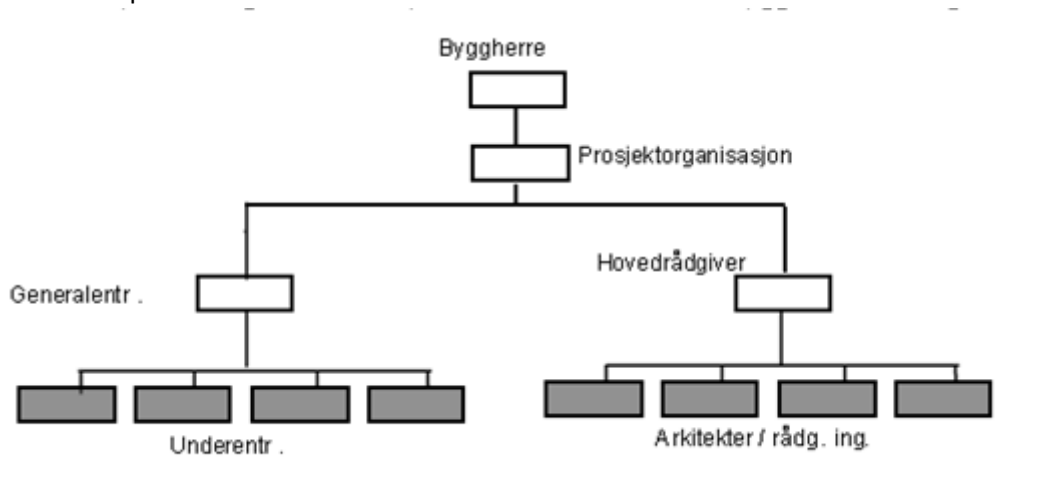 Byggherre
Prosjektorganisasjon
Hovedrådgiver
Generalentr .
Underentr .
Arkitekter / rådg. ing.